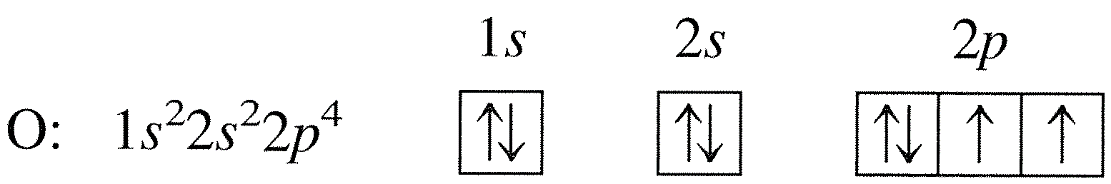 1s 2s 2p
O: 1s²2s²2p⁴ ↑↓ ↑↓ ↑↓ ↑ ↑